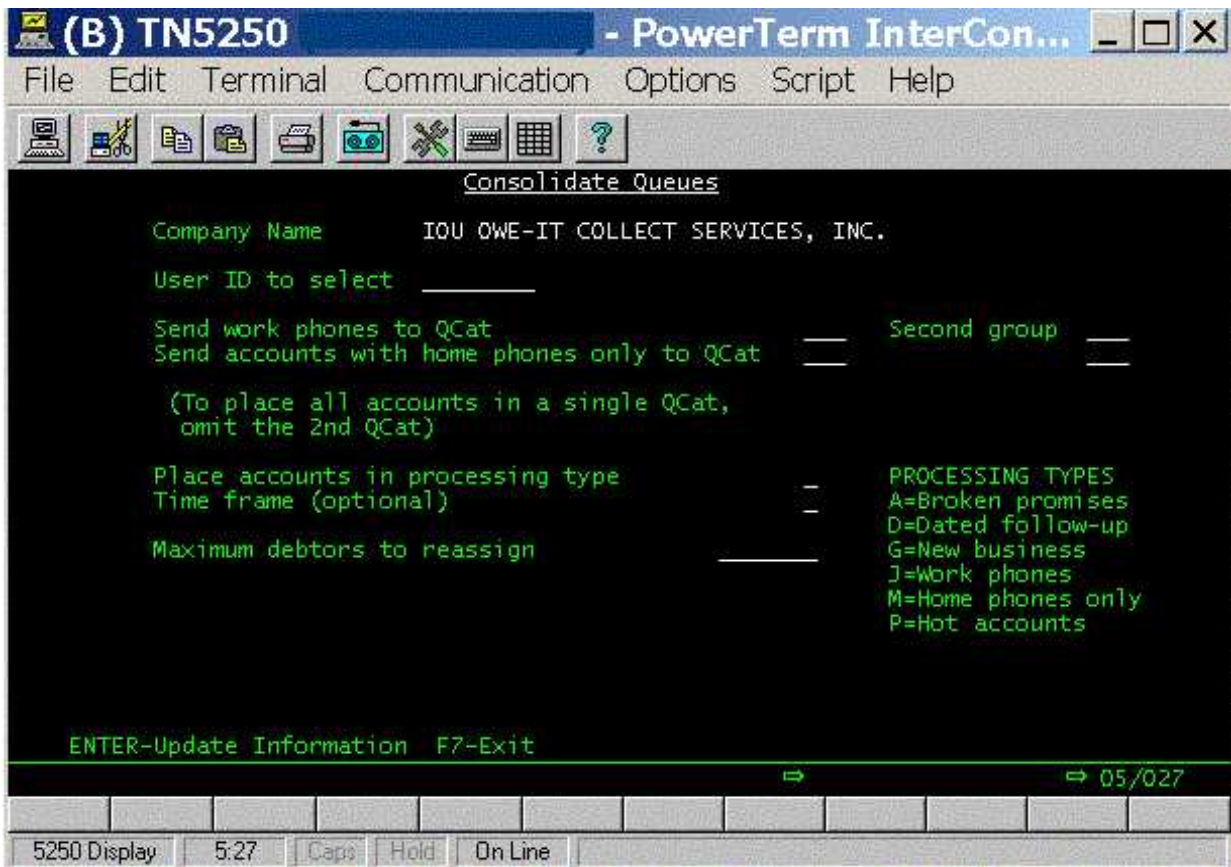 (B) TN5250 - PowerTerm InterCon...
File Edit Terminal Communication Options Script Help
Consolidate Queues
Company Name IOU OWE-IT COLLECT SERVICES, INC.
User ID to select
Send work phones to QCat Second group
Send accounts with home phones only to QCat
(To place all accounts in a single QCat,
omit the 2nd QCat)
Place accounts in processing type PROCESSING TYPES
Time frame (optional) A=Broken promises
D=Dated follow-up
Maximum debtors to reassign G=New business
J=Work phones
M=Home phones only
P=Hot accounts
ENTER-Update Information F7-Exit
05/027
5250 Display 5:27 Caps Hold On Line